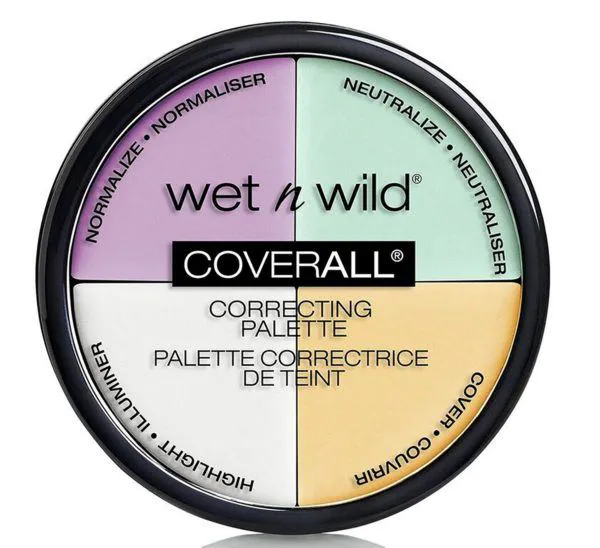 NORMALIZE • NORMALISER
NEUTRALIZE • NEUTRALISER
wet n wild®
COVERALL®
CORRECTING
PALETTE
PALETTE CORRECTRICE
DE TEINT
HIGHLIGHT • ILLUMINER
COVER • COUVRIR